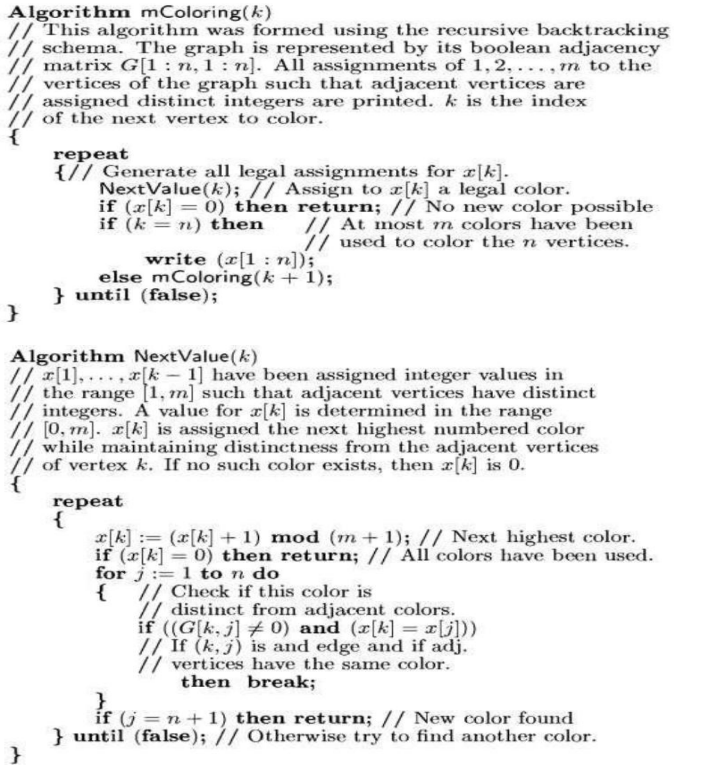 Algorithm mColoring(k)
// This algorithm was formed using the recursive backtracking
// schema. The graph is represented by its boolean adjacency
// matrix G[1 : n, 1 : n]. All assignments of 1, 2, . . . , m to the
// vertices of the graph such that adjacent vertices are
// assigned distinct integers are printed. k is the index
// of the next vertex to color.
{
repeat
{// Generate all legal assignments for x[k].
NextValue(k); // Assign to x[k] a legal color.
if (x[k] = 0) then return; // No new color possible
if (k = n) then // At most m colors have been
// used to color the n vertices.
write (x[1 : n]);
else mColoring(k + 1);
} until (false);
}
Algorithm NextValue(k)
// x[1], . . . , x[k − 1] have been assigned integer values in
// the range [1, m] such that adjacent vertices have distinct
// integers. A value for x[k] is determined in the range
// [0, m]. x[k] is assigned the next highest numbered color
// while maintaining distinctness from the adjacent vertices
// of vertex k. If no such color exists, then x[k] is 0.
{
repeat
{
x[k] := (x[k] + 1) mod (m + 1); // Next highest color.
if (x[k] = 0) then return; // All colors have been used.
for j := 1 to n do
{ // Check if this color is
// distinct from adjacent colors.
if ((G[k, j] ≠ 0) and (x[k] = x[j]))
// If (k, j) is and edge and if adj.
// vertices have the same color.
then break;
}
if (j = n + 1) then return; // New color found
} until (false); // Otherwise try to find another color.
}